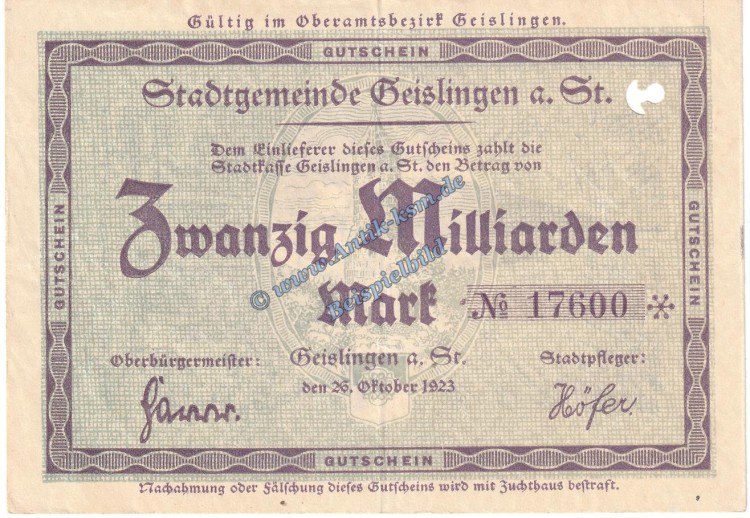 Gültig im Oberamtsbezirk Geislingen.
GUTSCHEIN
Stadtgemeinde Geislingen a. St.
Dem Einlieferer dieses Gutscheins zahlt die
Stadtkasse Geislingen a. St. den Betrag von
Zwanzig Milliarden
Mark
№ 17600
© www.Antik-ksm.de
Beispielbild
GUTSCHEIN
GUTSCHEIN
Oberbürgermeister:
Geislingen a. St.
Stadtpfleger:
den 26. Oktober 1923
Höfer.
GUTSCHEIN
Nachahmung oder Fälschung dieses Gutscheins wird mit Zuchthaus bestraft.